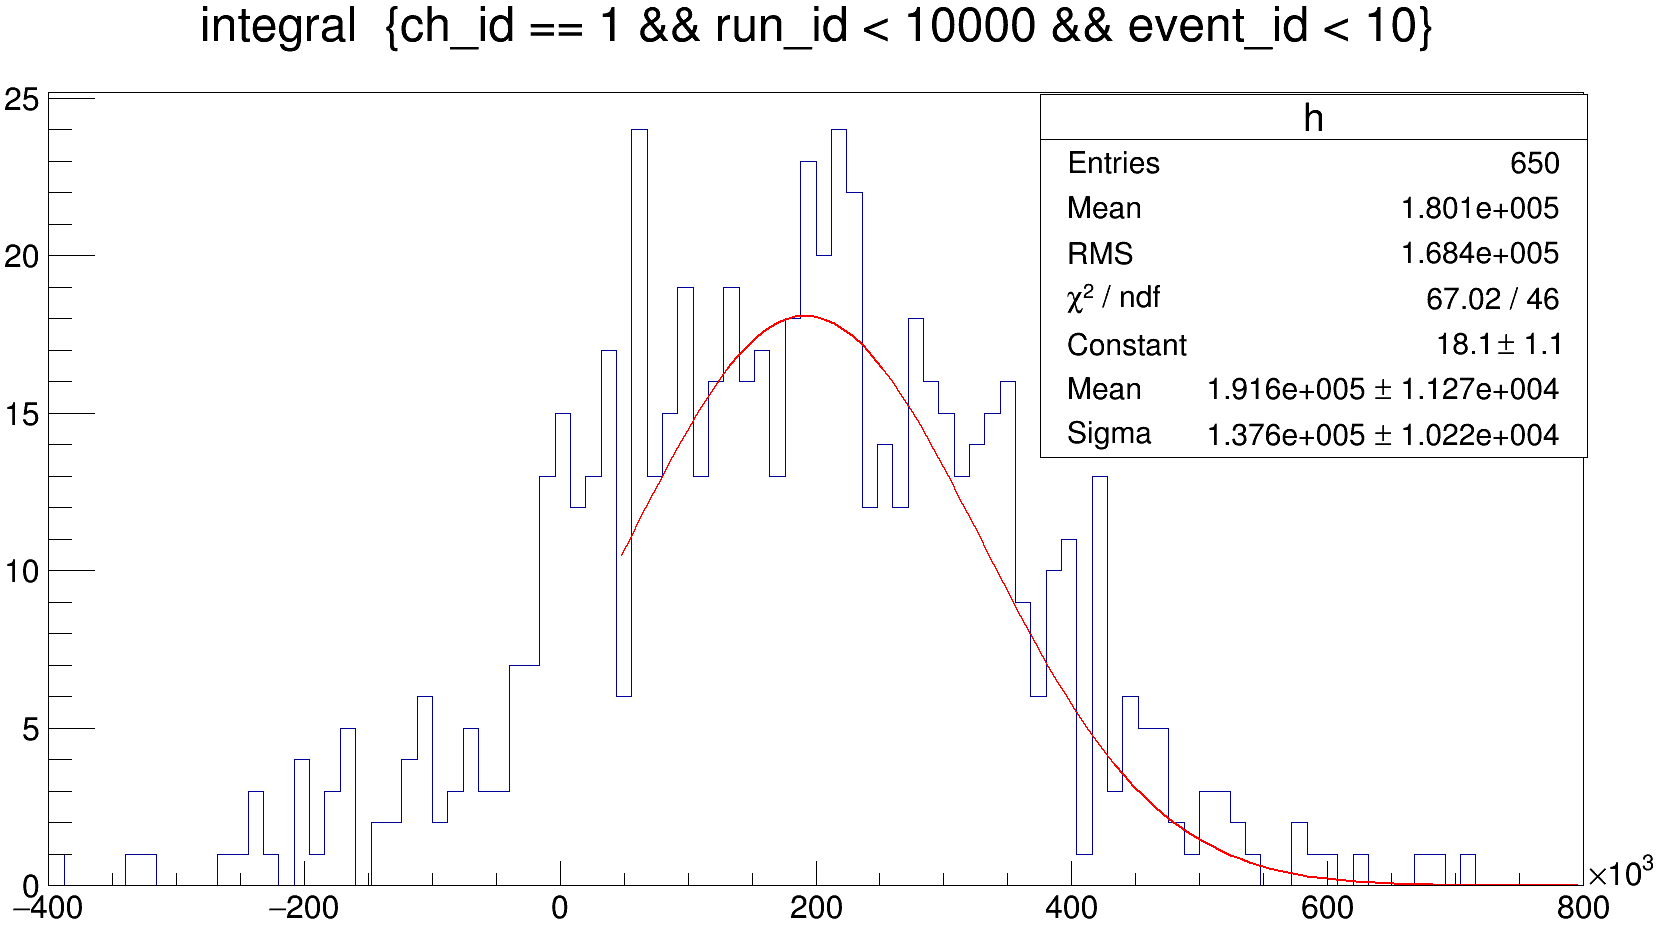 integral {ch_id == 1 && run_id < 10000 && event_id < 10}
h
Entries 650
Mean 1.801e+005
RMS 1.684e+005
χ² / ndf 67.02 / 46
Constant 18.1 ± 1.1
Mean 1.916e+005 ± 1.127e+004
Sigma 1.376e+005 ± 1.022e+004
25
20
15
10
5
0
−400 −200 0 200 400 600 800
×10³